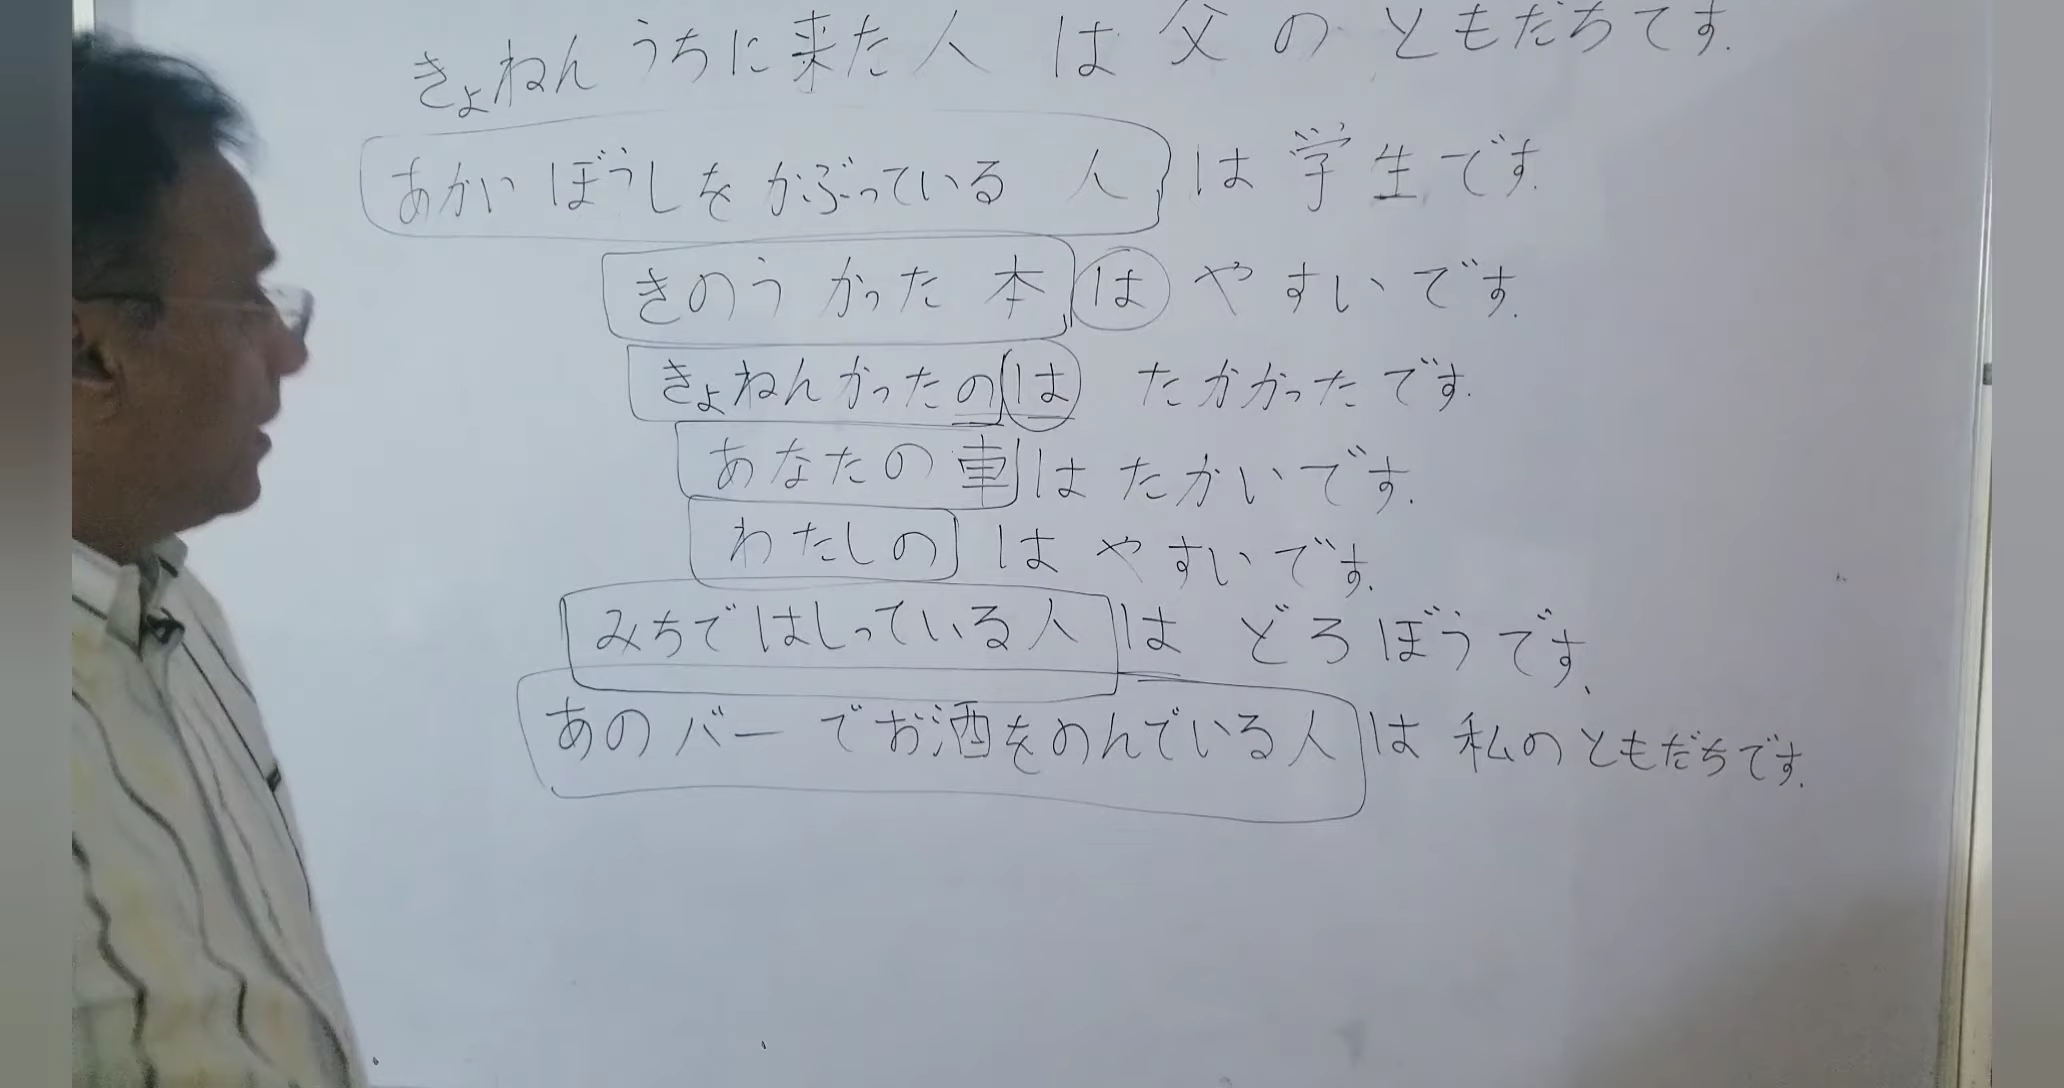 きょねん うちに来た人 は 父 の ともだちてす.
あかい ぼうしを かぶっている 人 は 学生です.
きのう かった 本 は やすいです.
きょねんかったのは たかかったです.
あなたの車は たかいです.
わたしの は やすいです.
みちではしっている人は どろぼうです.
あのバーでお酒をのんでいる人は 私のともだちです.